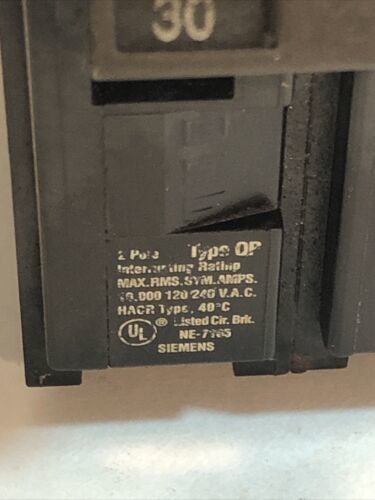 30
2 Pole Type QP
Interrupting Rating
MAX.RMS.SYM.AMPS.
10,000 120/240 V.A.C.
HACR Type, 40°C
UL ® Listed Cir. Brk.
SIEMENS